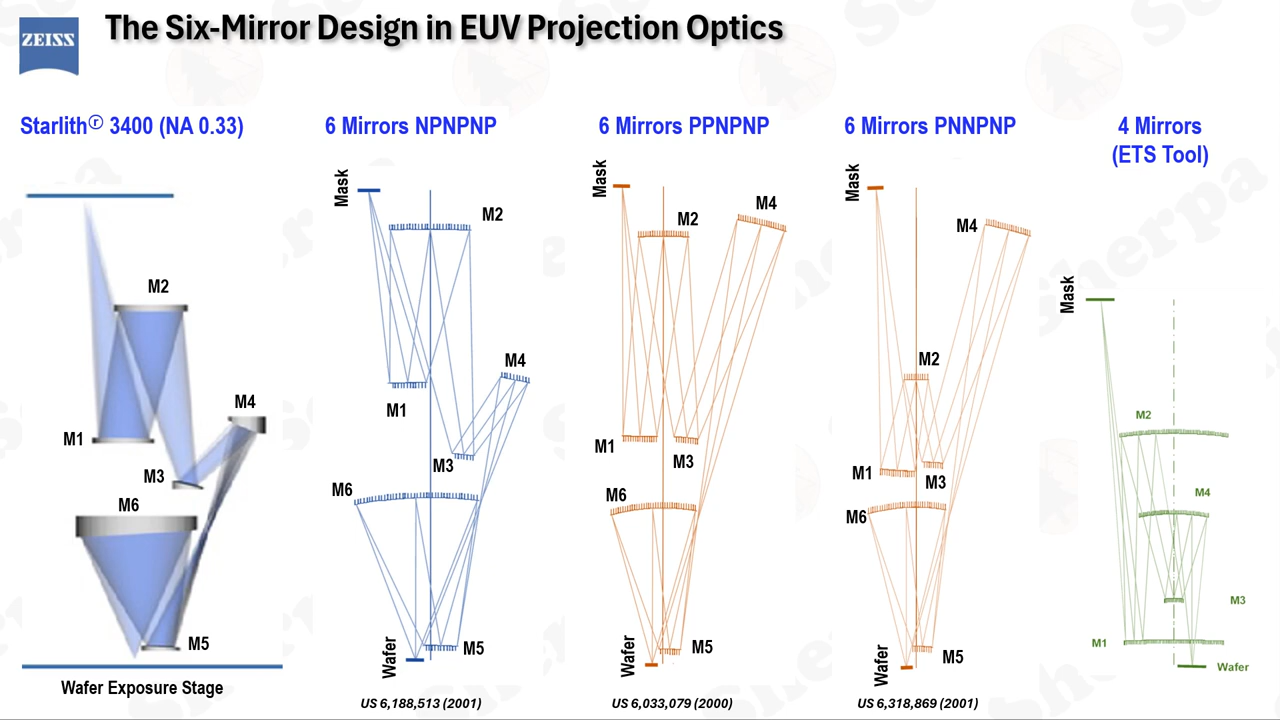 ZEISS
The Six-Mirror Design in EUV Projection Optics
Starlith® 3400 (NA 0.33)
M2
M1
M4
M3
M6
M5
Wafer Exposure Stage
6 Mirrors NPNPNP
Mask
M2
M4
M1
M3
M6
Wafer
M5
US 6,188,513 (2001)
6 Mirrors PPNPNP
Mask
M4
M2
M1
M3
M6
Wafer
M5
US 6,033,079 (2000)
6 Mirrors PNNPNP
Mask
M4
M2
M1
M3
M6
Wafer
M5
US 6,318,869 (2001)
4 Mirrors
(ETS Tool)
Mask
M2
M4
M3
M1
Wafer
Sherpa